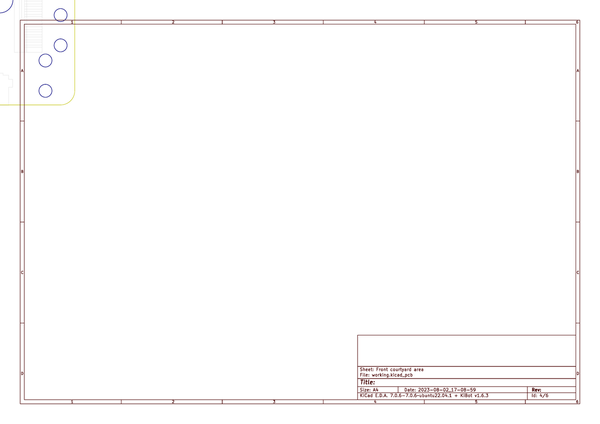 1 2 3 4 5 6
A A
B B
C C
Sheet: Front courtyard area
File: working.kicad_pcb
D D
Title:
Size: A4 Date: 2023-08-02_17-08-59 Rev:
KiCad E.D.A. 7.0.6-7.0.6~ubuntu22.04.1 + KiBot v1.6.3 Id: 4/6
1 2 3 4 5 6